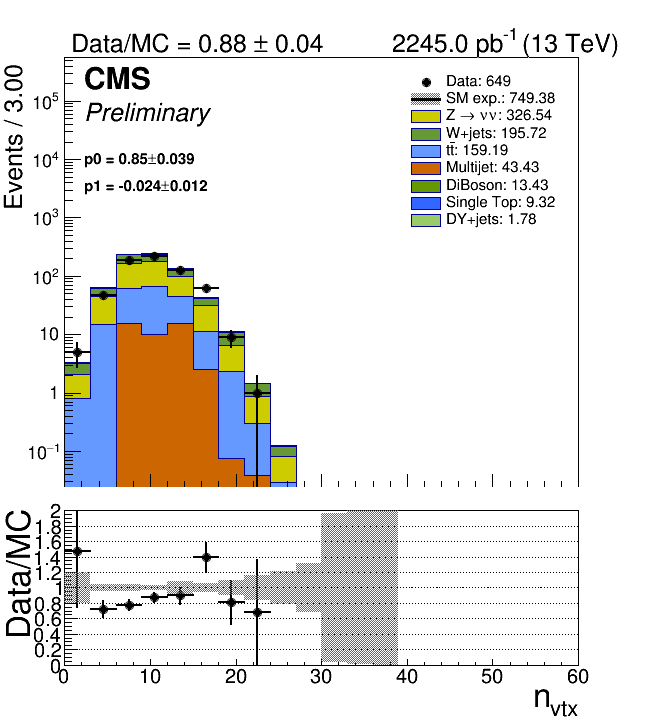 Data/MC = 0.88 ± 0.04 2245.0 pb⁻¹ (13 TeV)
CMS
Preliminary
p0 = 0.85±0.039
p1 = -0.024±0.012
Data: 649
SM exp.: 749.38
Z → νν: 326.54
W+jets: 195.72
tt̄: 159.19
Multijet: 43.43
DiBoson: 13.43
Single Top: 9.32
DY+jets: 1.78
Events / 3.00
10⁵
10⁴
10³
10²
10
1
10⁻¹
Data/MC
2
1.8
1.6
1.4
1.2
1
0.8
0.6
0.4
0.2
0
0 10 20 30 40 50 60
n_vtx